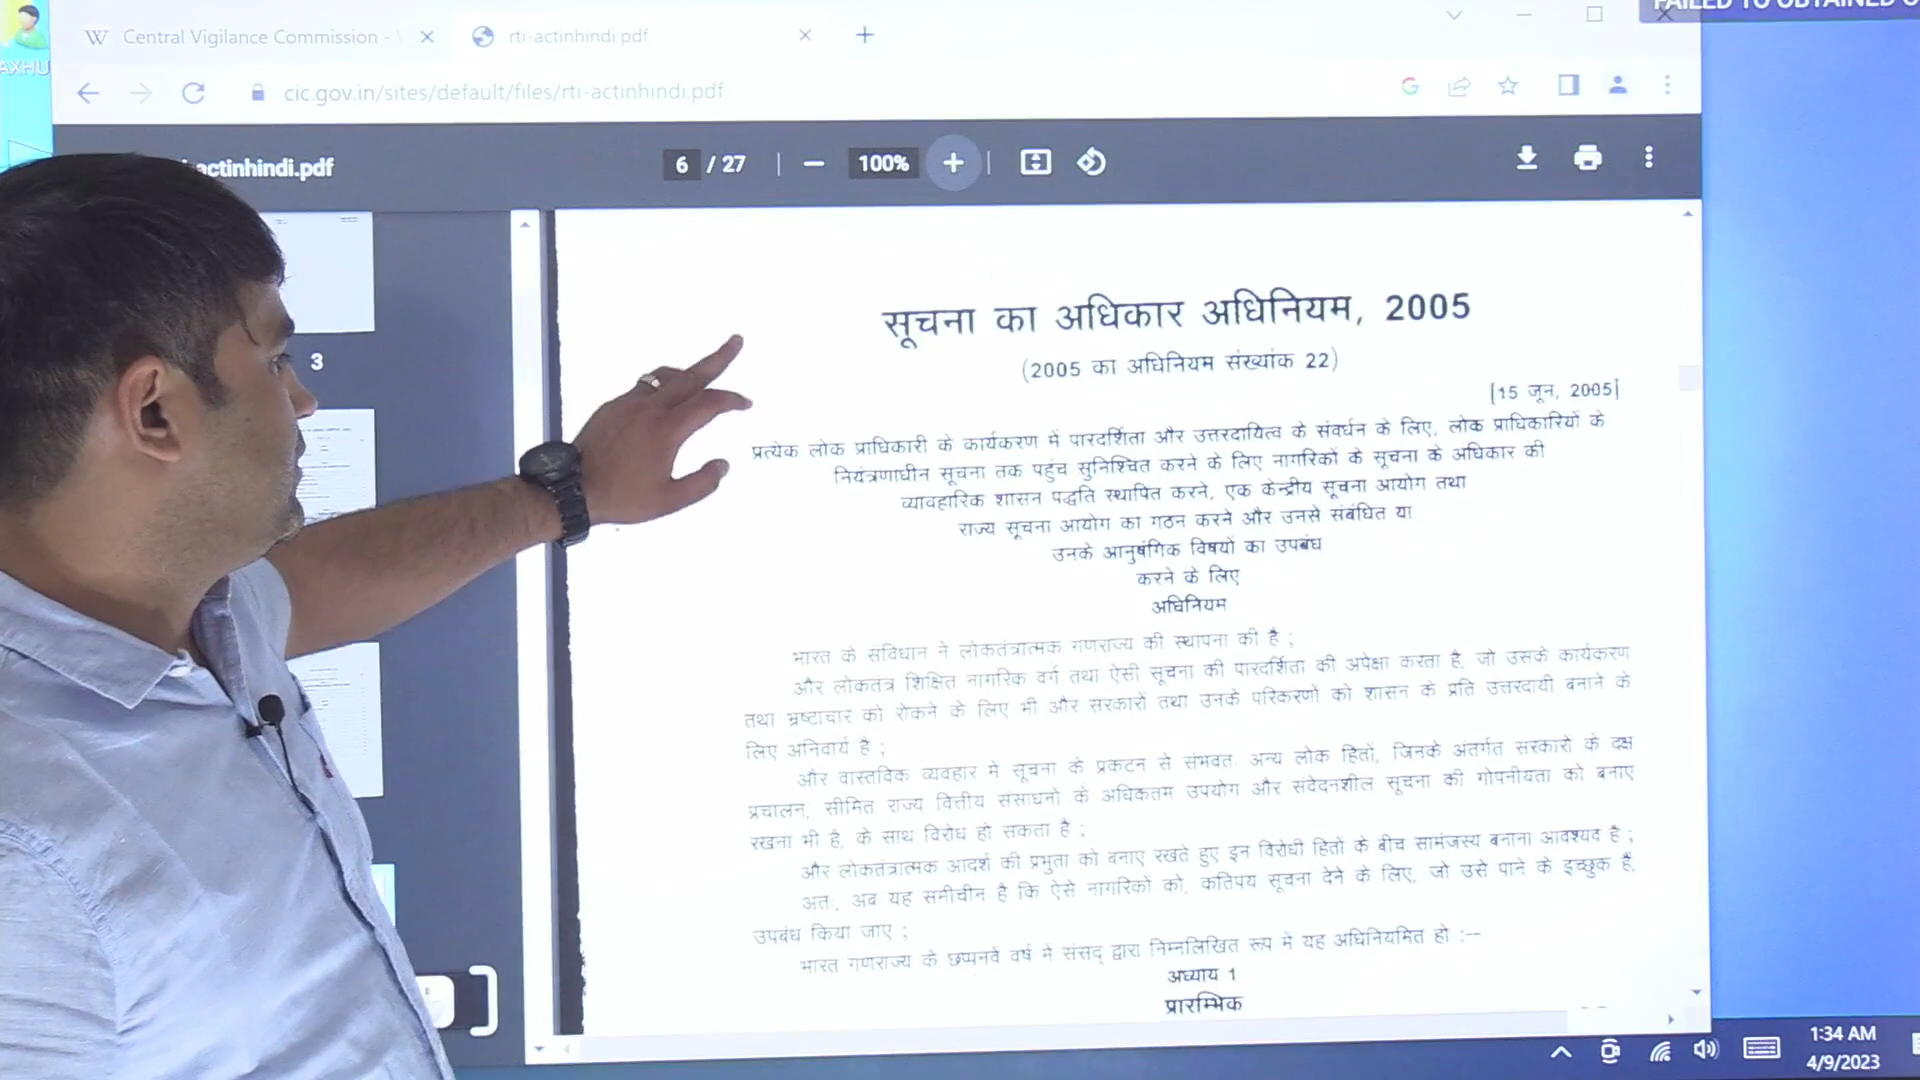 FAILED TO OBTAINED
AXHU
Central Vigilance Commission -
rti-actinhindi.pdf
cic.gov.in/sites/default/files/rti-actinhindi.pdf
actinhindi.pdf
6 / 27
100%
3
सूचना का अधिकार अधिनियम, 2005
(2005 का अधिनियम संख्यांक 22)
[15 जून, 2005]
प्रत्येक लोक प्राधिकारी के कार्यकरण में पारदर्शिता और उत्तरदायित्व के संवर्धन के लिए, लोक प्राधिकारियों के
नियंत्रणाधीन सूचना तक पहुंच सुनिश्चित करने के लिए नागरिकों के सूचना के अधिकार की
व्यावहारिक शासन पद्धति स्थापित करने, एक केन्द्रीय सूचना आयोग तथा
राज्य सूचना आयोग का गठन करने और उनसे संबंधित या
उनके आनुषंगिक विषयों का उपबंध
करने के लिए
अधिनियम
भारत के संविधान ने लोकतंत्रात्मक गणराज्य की स्थापना की है ;
और लोकतंत्र शिक्षित नागरिक वर्ग तथा ऐसी सूचना की पारदर्शिता की अपेक्षा करता है, जो उसके कार्यकरण
तथा भ्रष्टाचार को रोकने के लिए भी और सरकारों तथा उनके परिकरणों को शासन के प्रति उत्तरदायी बनाने के
लिए अनिवार्य है ;
और वास्तविक व्यवहार में सूचना के प्रकटन से संभवत: अन्य लोक हितों, जिनके अंतर्गत सरकारों के दक्ष
प्रचालन, सीमित राज्य वित्तीय संसाधनों के अधिकतम उपयोग और संवेदनशील सूचना की गोपनीयता को बनाए
रखना भी है, के साथ विरोध हो सकता है ;
और लोकतंत्रात्मक आदर्श की प्रभुता को बनाए रखते हुए इन विरोधी हितों के बीच सामंजस्य बनाना आवश्यक है ;
अत:, अब यह समीचीन है कि ऐसे नागरिकों को, कतिपय सूचना देने के लिए, जो उसे पाने के इच्छुक हैं,
उपबंध किया जाए ;
भारत गणराज्य के छप्पनवें वर्ष में संसद् द्वारा निम्नलिखित रूप में यह अधिनियमित हो :--
अध्याय 1
प्रारम्भिक
1:34 AM
4/9/2023